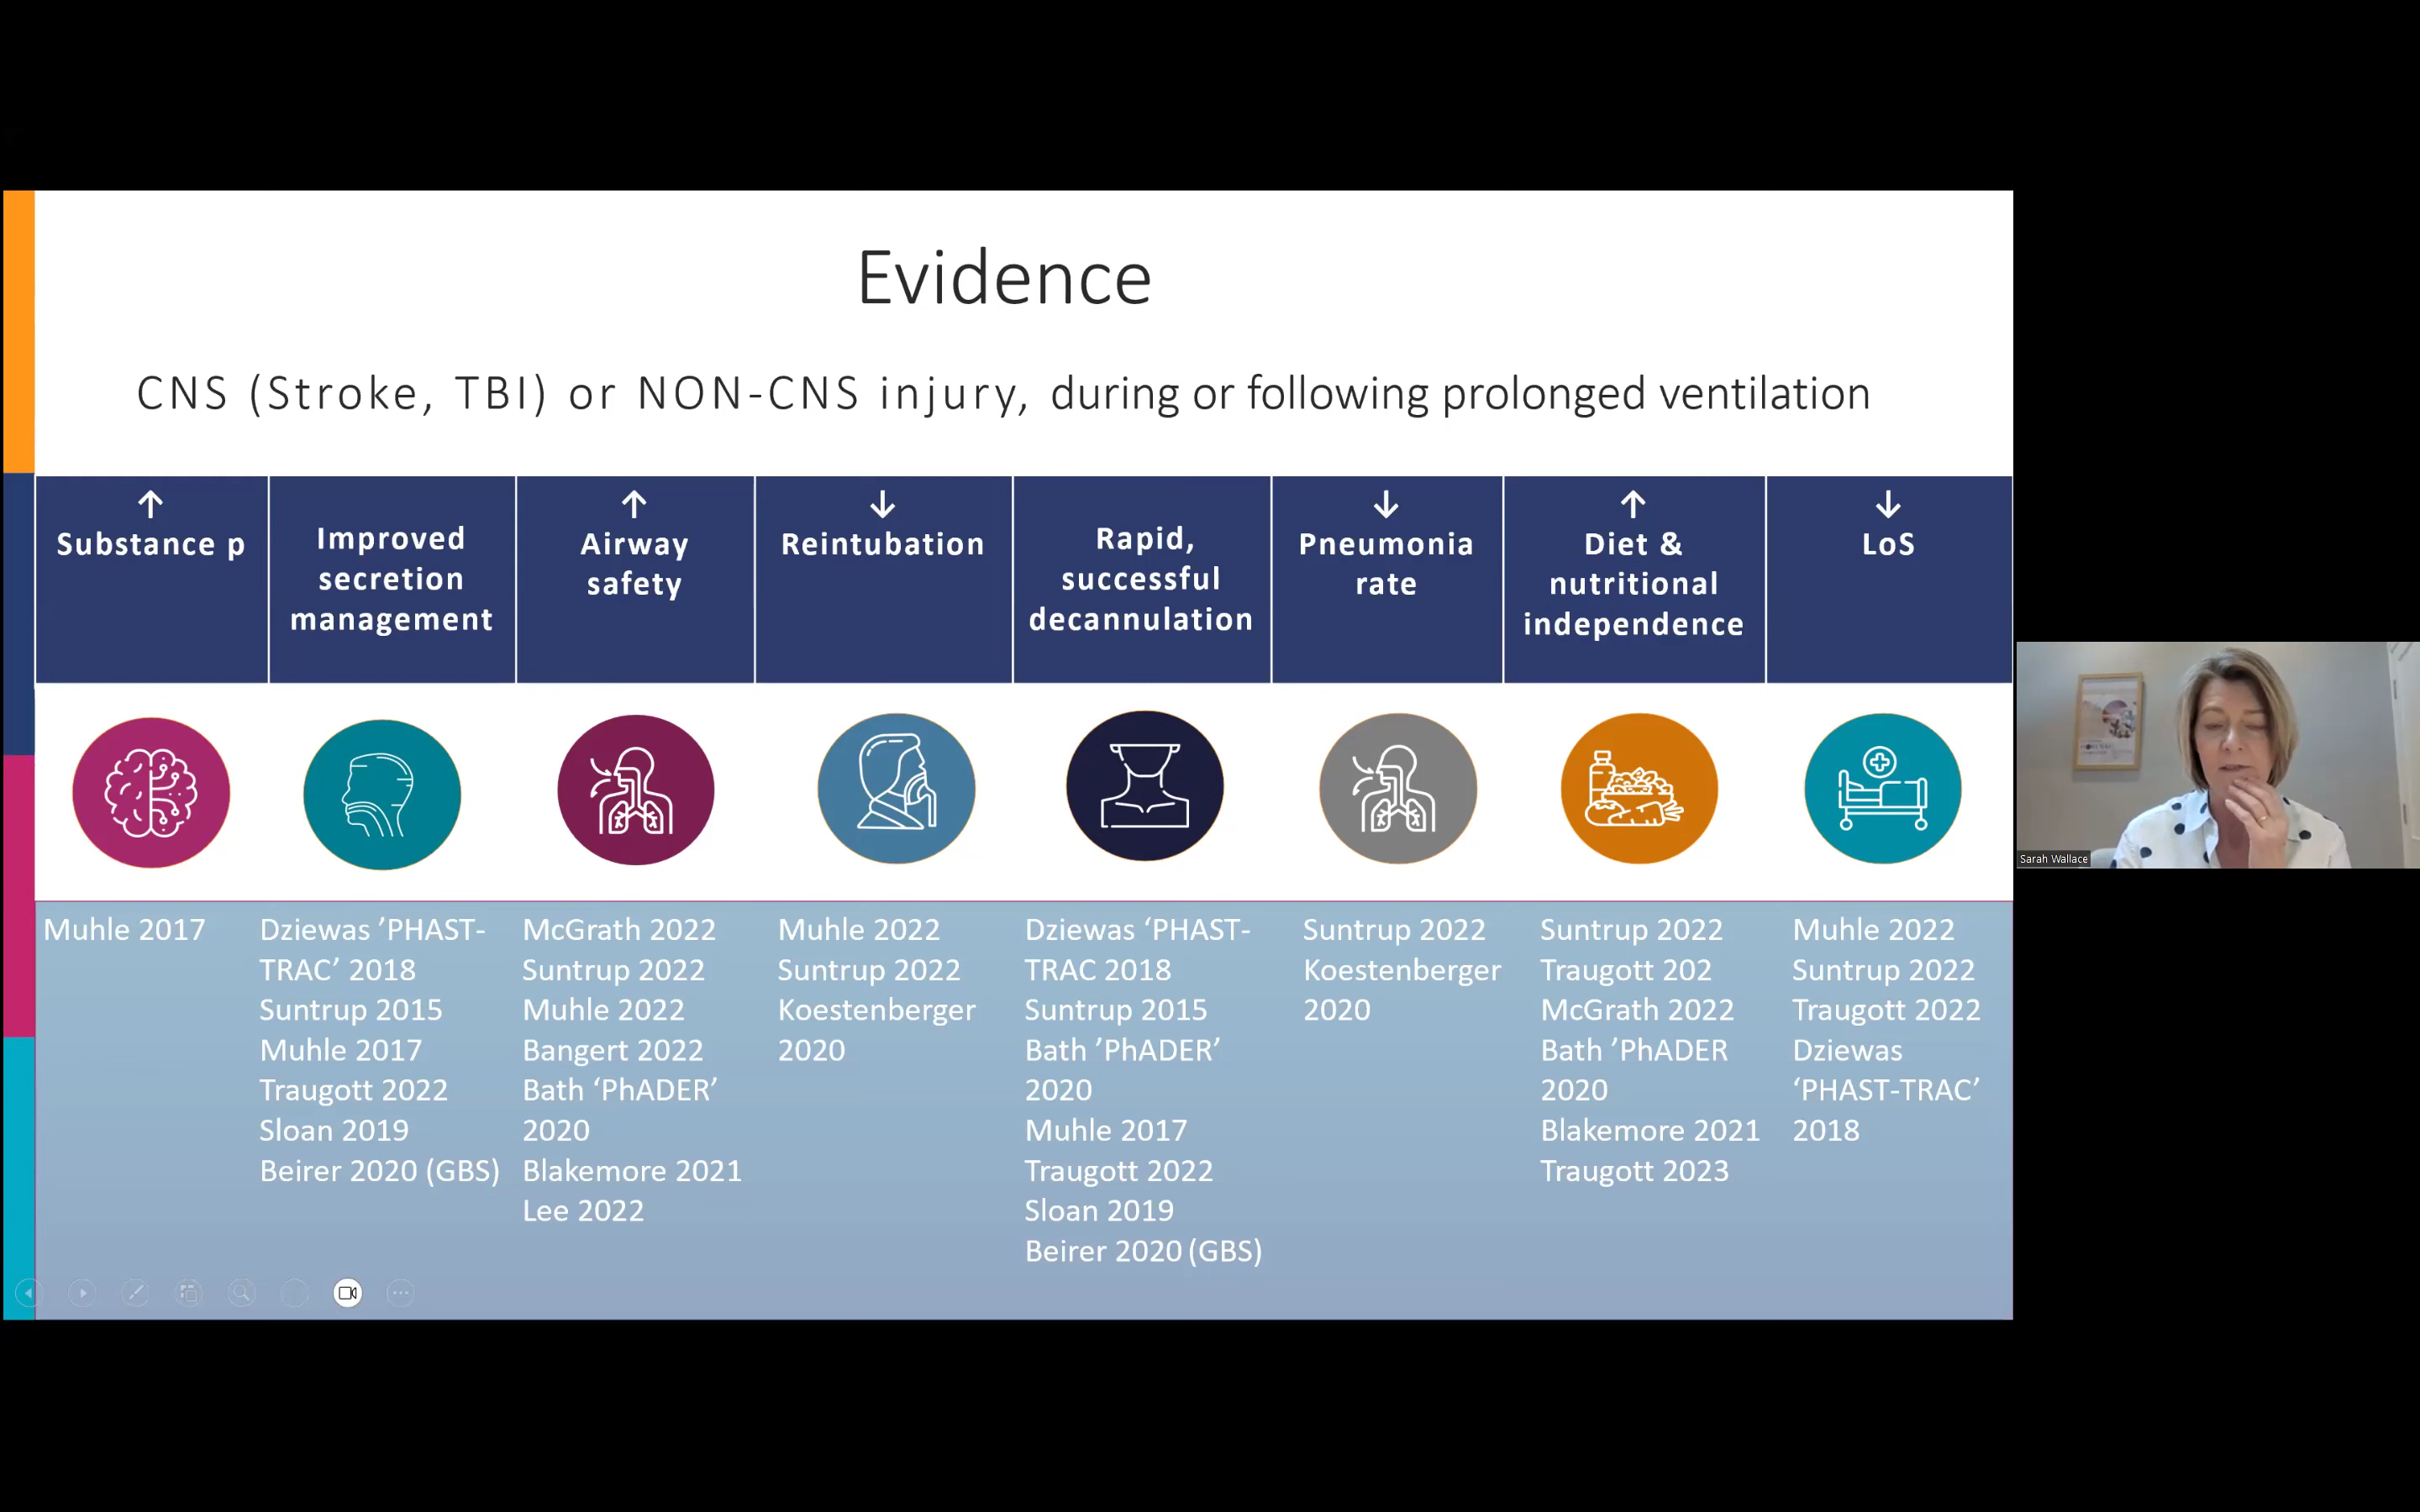 Evidence
CNS (Stroke, TBI) or NON-CNS injury, during or following prolonged ventilation
↑
Substance p
Improved
secretion
management
↑
Airway
safety
↓
Reintubation
Rapid,
successful
decannulation
↓
Pneumonia
rate
↑
Diet &
nutritional
independence
↓
LoS
Muhle 2017
Dziewas ’PHAST-
TRAC’ 2018
Suntrup 2015
Muhle 2017
Traugott 2022
Sloan 2019
Beirer 2020 (GBS)
McGrath 2022
Suntrup 2022
Muhle 2022
Bangert 2022
Bath ‘PhADER’
2020
Blakemore 2021
Lee 2022
Muhle 2022
Suntrup 2022
Koestenberger
2020
Dziewas ‘PHAST-
TRAC 2018
Suntrup 2015
Bath ’PhADER’
2020
Muhle 2017
Traugott 2022
Sloan 2019
Beirer 2020 (GBS)
Suntrup 2022
Koestenberger
2020
Suntrup 2022
Traugott 202
McGrath 2022
Bath ’PhADER
2020
Blakemore 2021
Traugott 2023
Muhle 2022
Suntrup 2022
Traugott 2022
Dziewas
‘PHAST-TRAC’
2018
Sarah Wallace